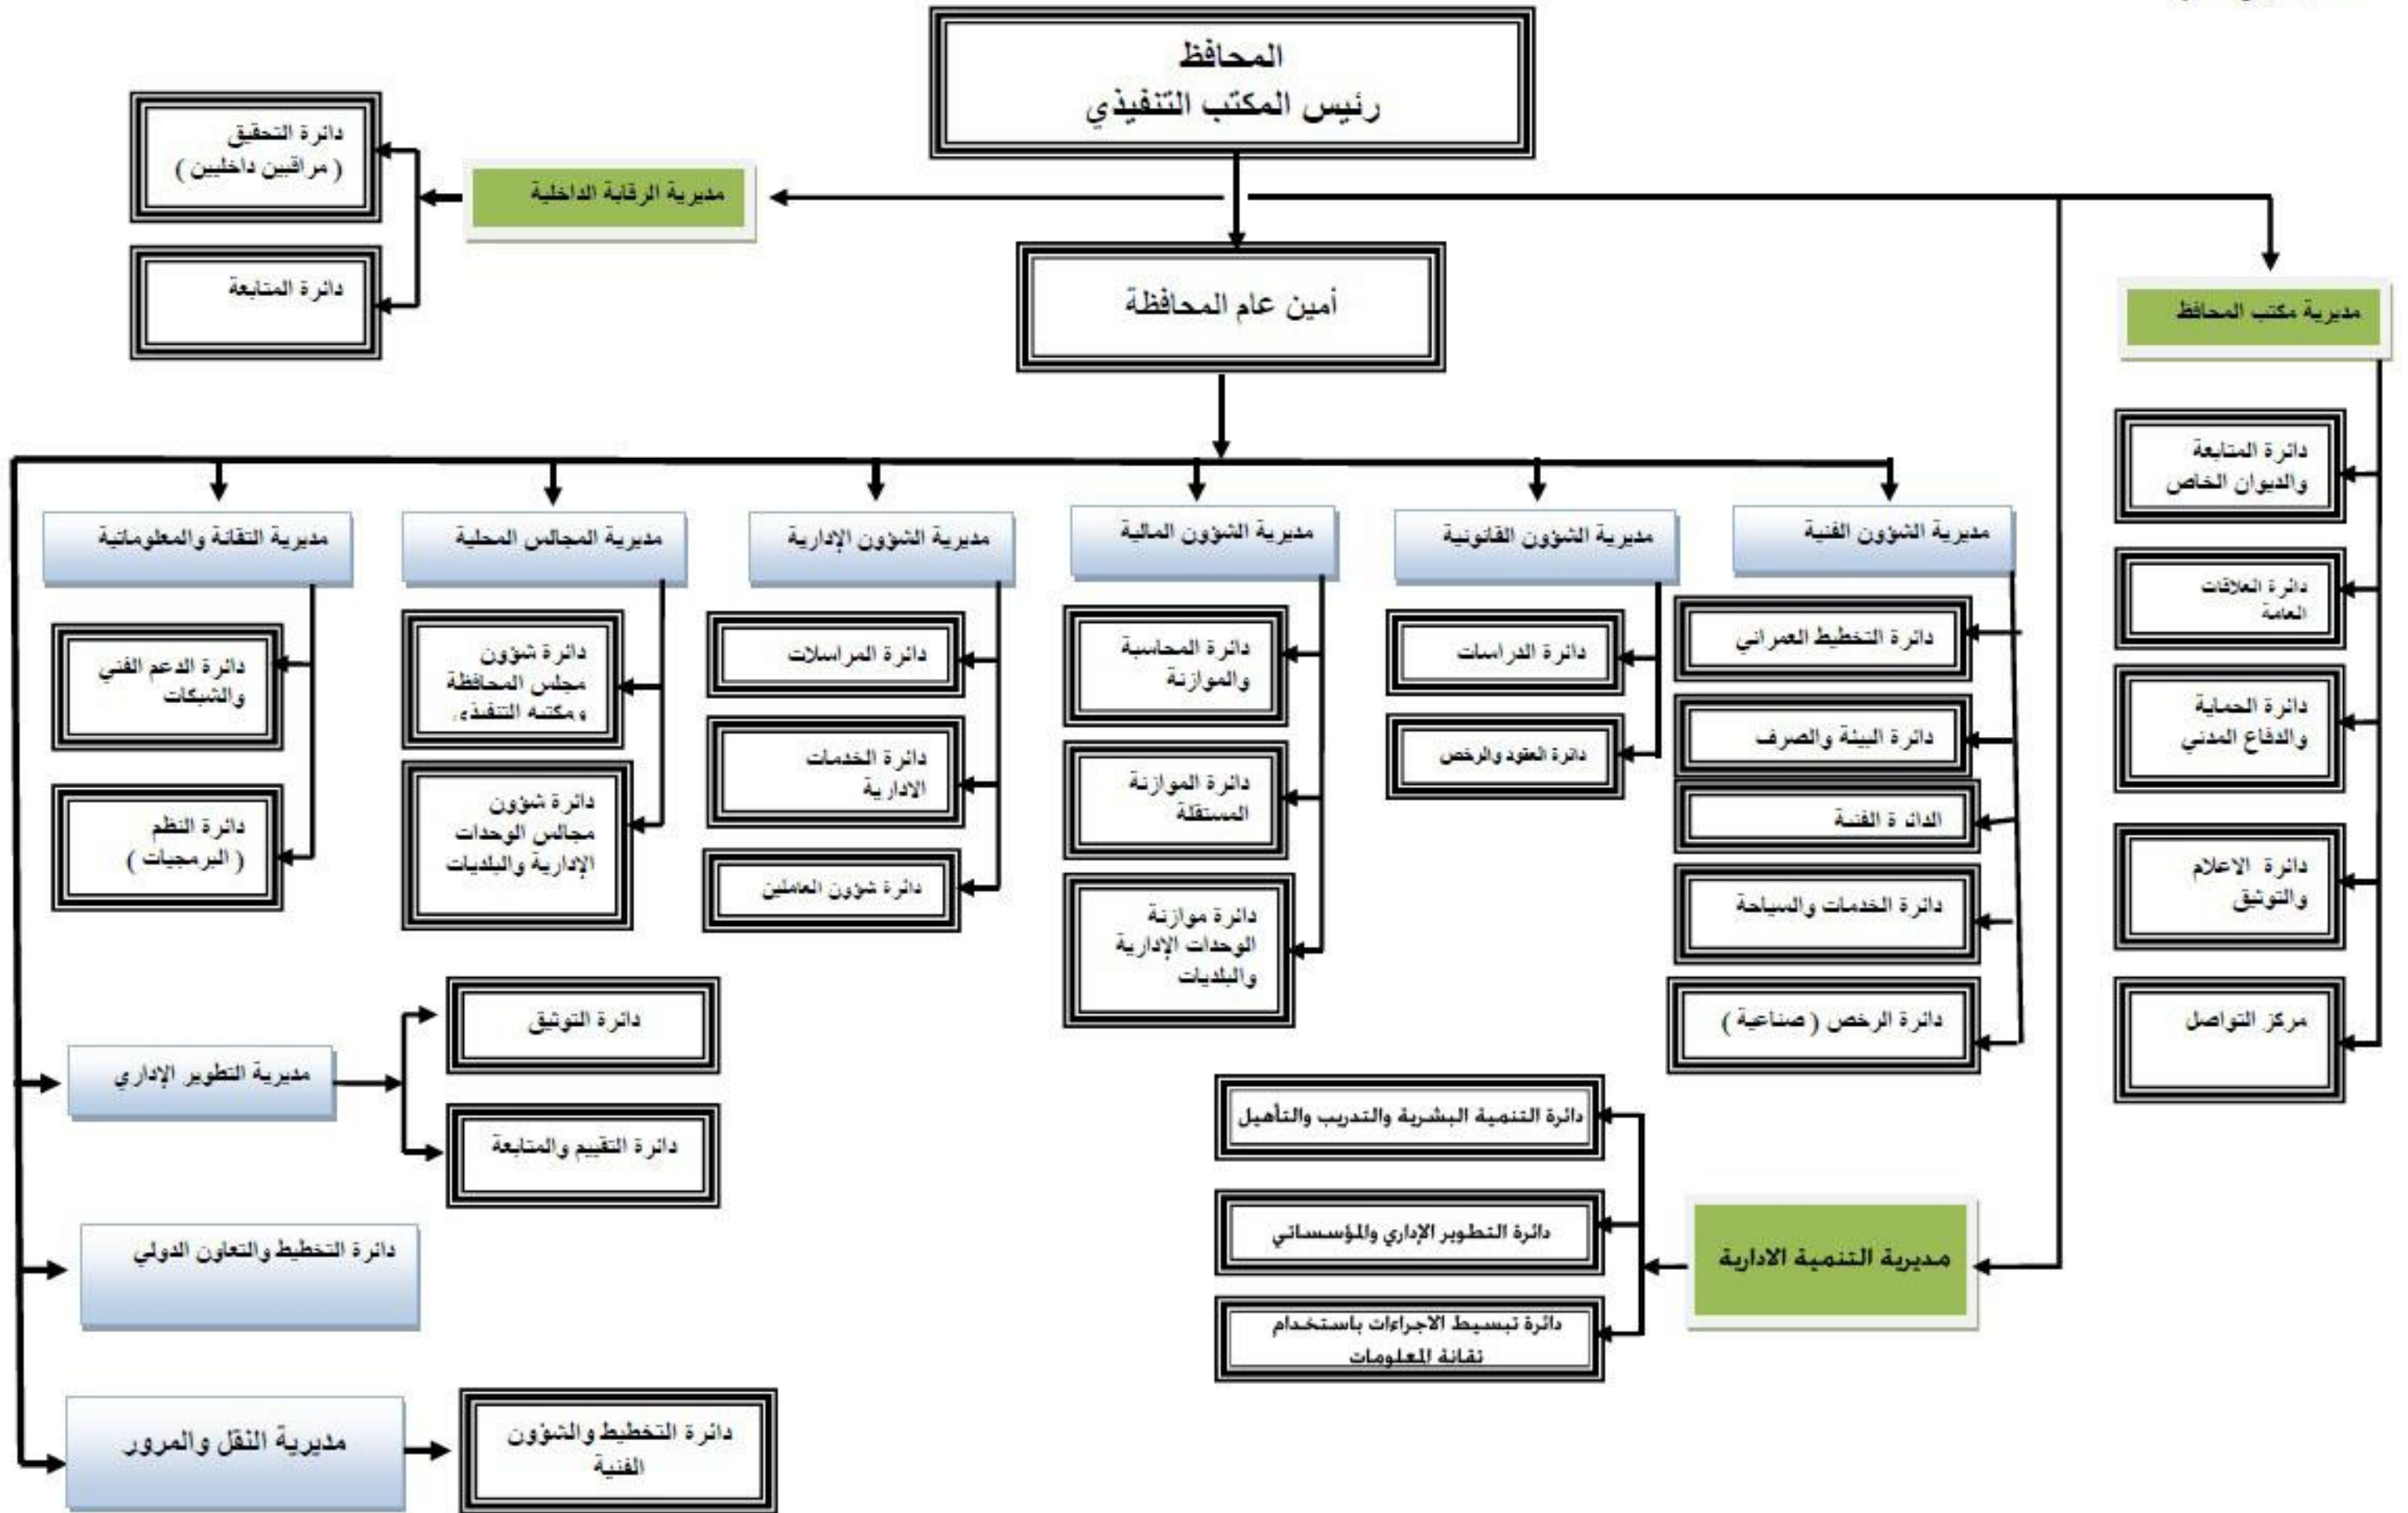 المحافظ
رئيس المكتب التنفيذي
دائرة التحقيق
( مراقبين داخليين )
مديرية الرقابة الداخلية
دائرة المتابعة
أمين عام المحافظة
مديرية مكتب المحافظ
دائرة المتابعة
والديوان الخاص
دائرة العلاقات
العامة
دائرة الحماية
والدفاع المدني
دائرة الاعلام
والتوثيق
مركز التواصل
مديرية الشؤون الفنية
دائرة التخطيط العمراني
دائرة البيئة والصرف
الدائرة الفنية
دائرة الخدمات والسياحة
دائرة الرخص ( صناعية )
مديرية الشؤون القانونية
دائرة الدراسات
دائرة العقود والرخص
مديرية الشؤون المالية
دائرة المحاسبة
والموازنة
دائرة الموازنة
المستقلة
دائرة موازنة
الوحدات الإدارية
والبلديات
مديرية الشؤون الإدارية
دائرة المراسلات
دائرة الخدمات
الادارية
دائرة شؤون العاملين
مديرية المجالس المحلية
دائرة شؤون
مجلس المحافظة
ومكتبه التنفيذي
دائرة شؤون
مجالس الوحدات
الإدارية والبلديات
مديرية التقانة والمعلوماتية
دائرة الدعم الفني
والشبكات
دائرة النظم
( البرمجيات )
مديرية التطوير الإداري
دائرة التوثيق
دائرة التقييم والمتابعة
دائرة التخطيط والتعاون الدولي
مديرية النقل والمرور
دائرة التخطيط والشؤون
الفنية
مديرية التنمية الادارية
دائرة التنمية البشرية والتدريب والتأهيل
دائرة التطوير الإداري والمؤسساتي
دائرة تبسيط الاجراءات باستخدام
تقانة المعلومات